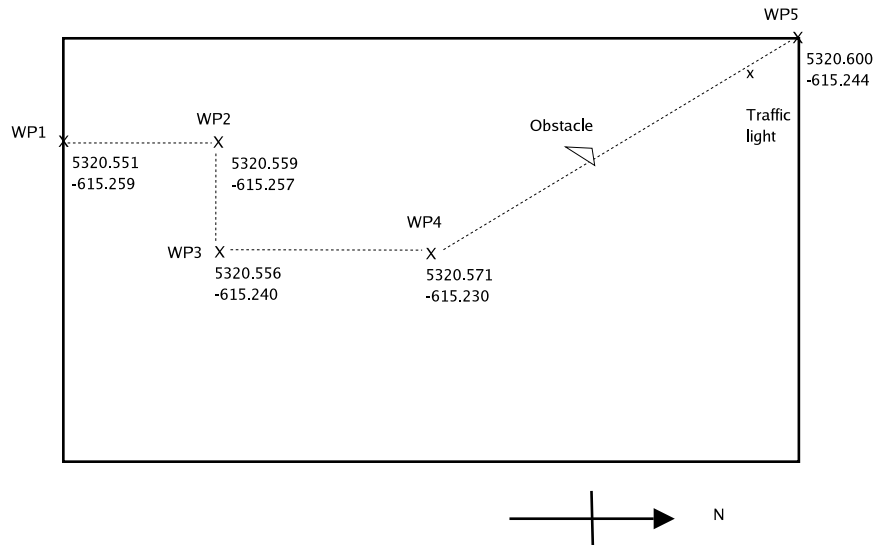 WP5
5320.600
-615.244
x
Traffic
light
Obstacle
WP1
WP2
5320.551
-615.259
5320.559
-615.257
WP4
WP3
5320.556
-615.240
5320.571
-615.230
N